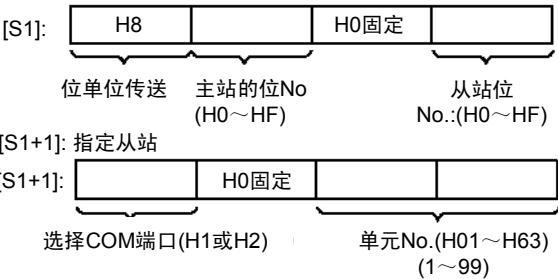 [S1]: H8 H0固定
位单位传送 主站的位No 从站位
(H0～HF) No.:(H0～HF)
[S1+1]: 指定从站
[S1+1]: H0固定
选择COM端口(H1或H2) 单元No.(H01～H63)
(1～99)